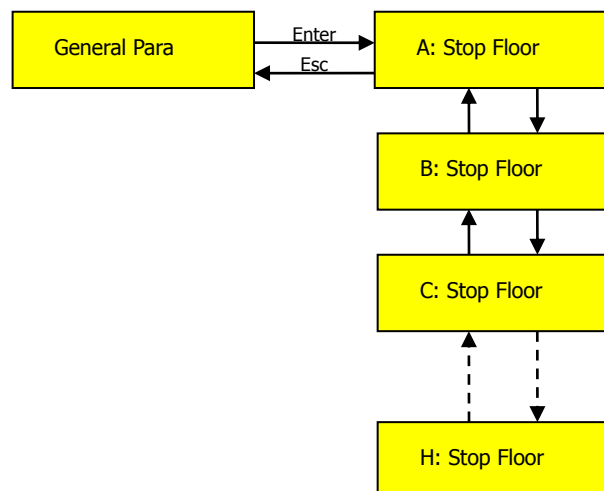 General Para
Enter
A: Stop Floor
Esc
B: Stop Floor
C: Stop Floor
H: Stop Floor